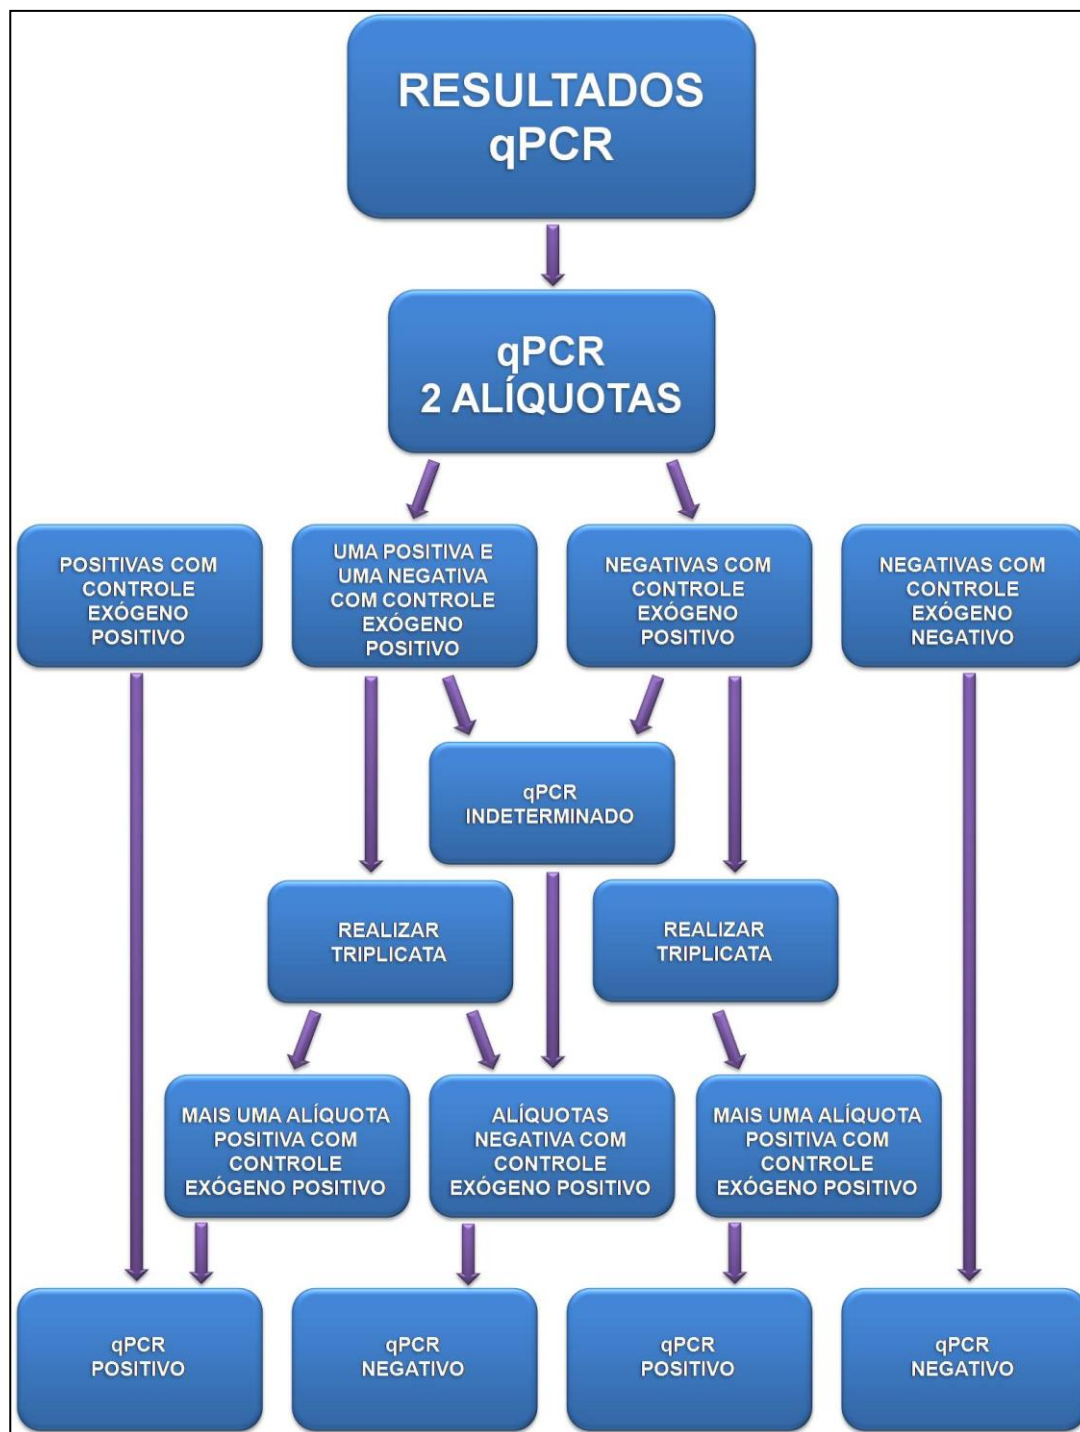 RESULTADOS
qPCR
qPCR
2 ALÍQUOTAS
POSITIVAS COM
CONTROLE
EXÓGENO
POSITIVO
UMA POSITIVA E
UMA NEGATIVA
COM CONTROLE
EXÓGENO
POSITIVO
NEGATIVAS COM
CONTROLE
EXÓGENO
POSITIVO
NEGATIVAS COM
CONTROLE
EXÓGENO
NEGATIVO
qPCR
INDETERMINADO
REALIZAR
TRIPLICATA
REALIZAR
TRIPLICATA
MAIS UMA ALÍQUOTA
POSITIVA COM
CONTROLE
EXÓGENO POSITIVO
ALÍQUOTAS
NEGATIVA COM
CONTROLE
EXÓGENO POSITIVO
MAIS UMA ALÍQUOTA
POSITIVA COM
CONTROLE
EXÓGENO POSITIVO
qPCR
POSITIVO
qPCR
NEGATIVO
qPCR
POSITIVO
qPCR
NEGATIVO